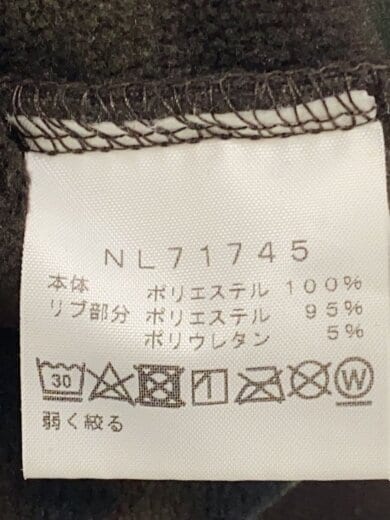 NL71745
本体 ポリエステル 100%
リブ部分 ポリエステル 95%
ポリウレタン 5%
30 W
弱く絞る